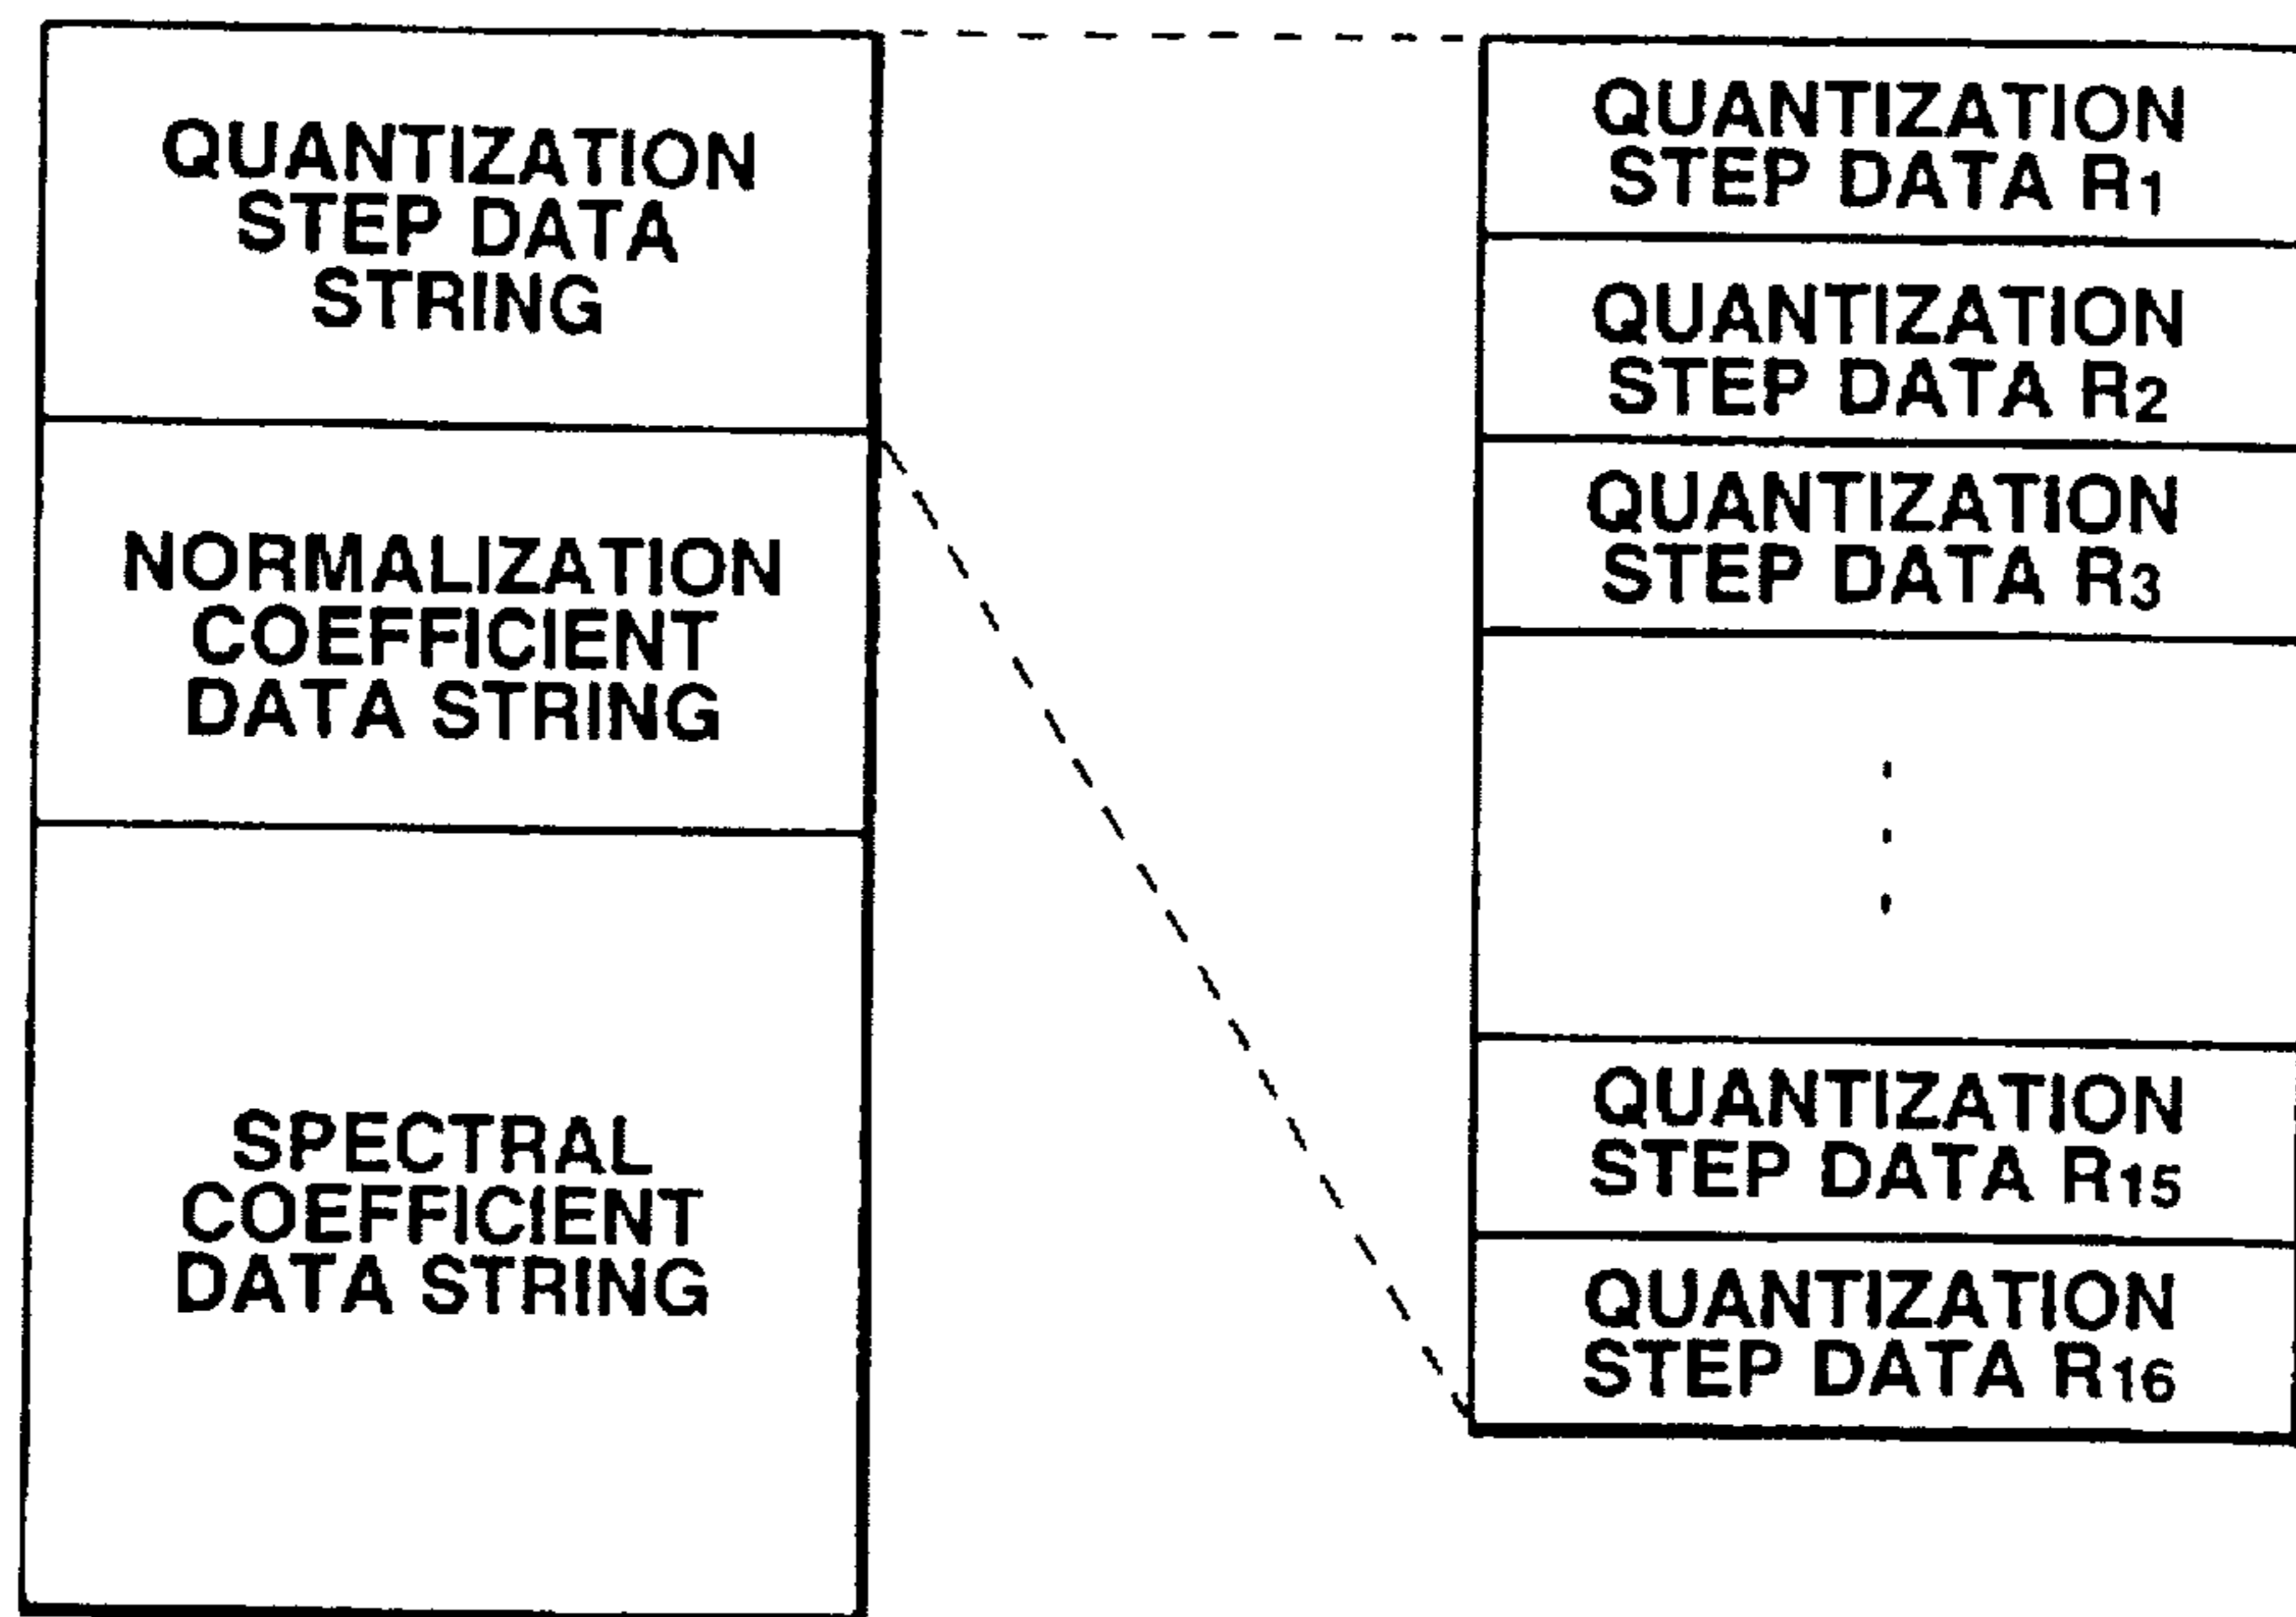 QUANTIZATION
STEP DATA
STRING
NORMALIZATION
COEFFICIENT
DATA STRING
SPECTRAL
COEFFICIENT
DATA STRING
QUANTIZATION
STEP DATA R1
QUANTIZATION
STEP DATA R2
QUANTIZATION
STEP DATA R3
QUANTIZATION
STEP DATA R15
QUANTIZATION
STEP DATA R16